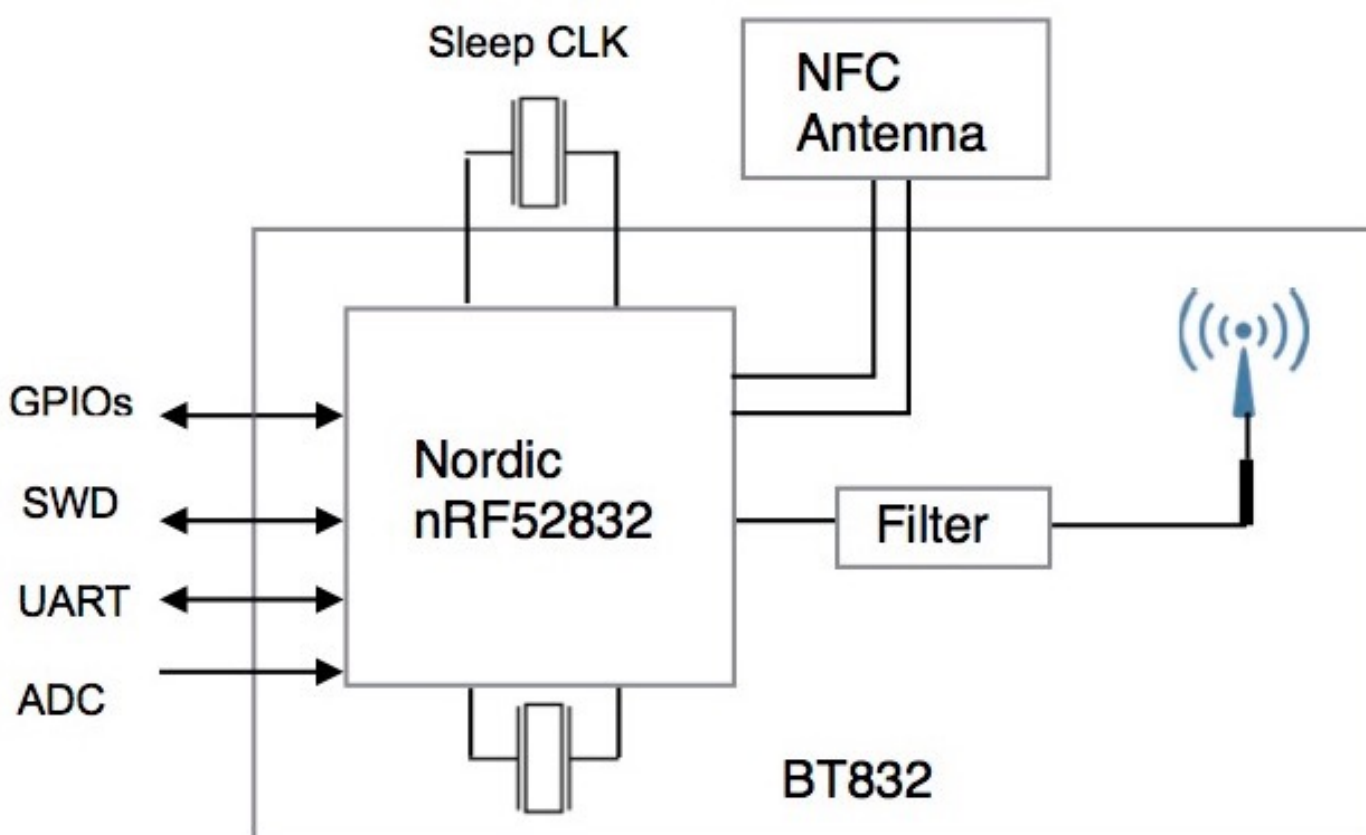 Sleep CLK
NFC
Antenna
GPIOs
SWD
UART
ADC
Nordic
nRF52832
Filter
BT832